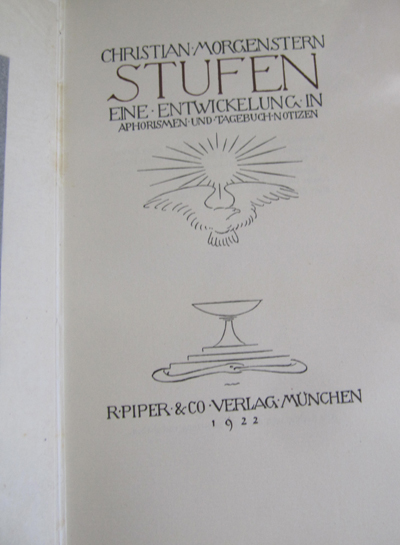 CHRISTIAN·MORGENSTERN
STUFEN
EINE·ENTWICKELUNG·IN
APHORISMEN·UND·TAGEBUCH·NOTIZEN
R·PIPER·&CO·VERLAG·MÜNCHEN
1922